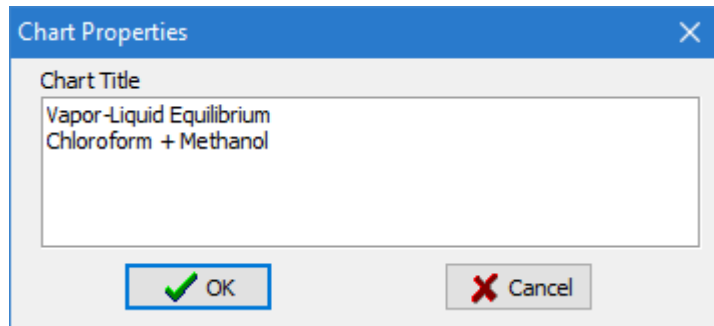 Chart Properties
Chart Title
Vapor-Liquid Equilibrium
Chloroform + Methanol
OK
Cancel